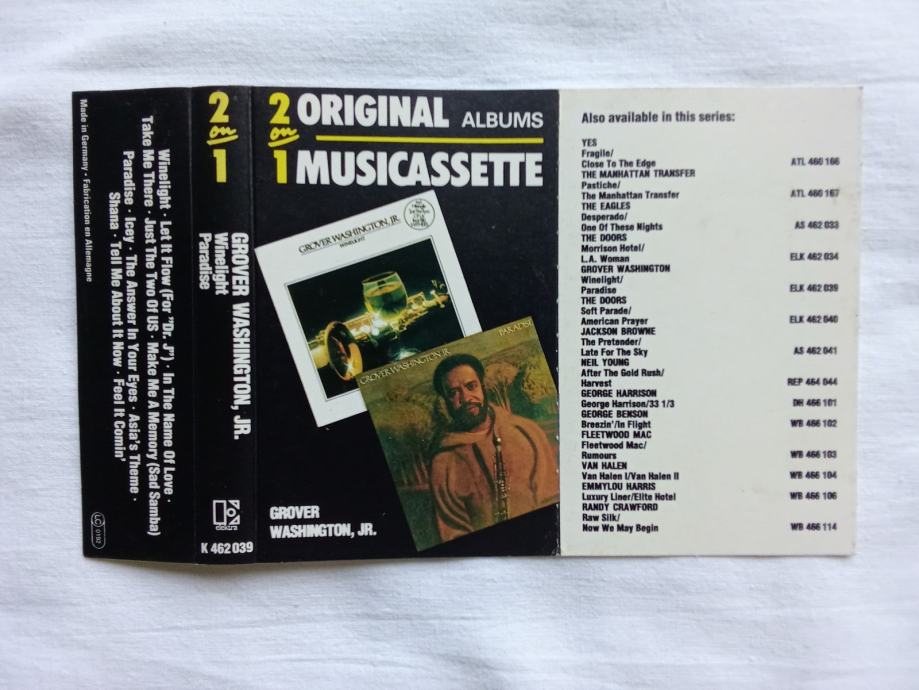 Made in Germany · Fabrication en Allemagne
LC 0192
Winelight · Let It Flow (For "Dr. J") · In The Name Of Love ·
Take Me There · Just The Two Of US · Make Me A Memory (Sad Samba)
Paradise · Icey · The Answer In Your Eyes · Asia's Theme ·
Shana · Tell Me About It Now · Feel It Comin'
2
on
1
GROVER WASHINGTON, JR.
Winelight
Paradise
elektra
K 462 039
2 ORIGINAL ALBUMS
on
1 MUSICASSETTE
GROVER WASHINGTON, JR.
WINELIGHT
PARADISE
GROVER WASHINGTON JR.
GROVER
WASHINGTON, JR.
Also available in this series:
YES
Fragile/
Close To The Edge ATL 460 166
THE MANHATTAN TRANSFER
Pastiche/
The Manhattan Transfer ATL 460 167
THE EAGLES
Desperado/
One Of These Nights AS 462 033
THE DOORS
Morrison Hotel/
L.A. Woman ELK 462 034
GROVER WASHINGTON
Winelight/
Paradise ELK 462 039
THE DOORS
Soft Parade/
American Prayer ELK 462 040
JACKSON BROWNE
The Pretender/
Late For The Sky AS 462 041
NEIL YOUNG
After The Gold Rush/
Harvest REP 464 044
GEORGE HARRISON
George Harrison/33 1/3 DH 466 101
GEORGE BENSON
Breezin'/In Flight WB 466 102
FLEETWOOD MAC
Fleetwood Mac/
Rumours WB 466 103
VAN HALEN
Van Halen I/Van Halen II WB 466 104
EMMYLOU HARRIS
Luxury Liner/Elite Hotel WB 466 106
RANDY CRAWFORD
Raw Silk/
Now We May Begin WB 466 114